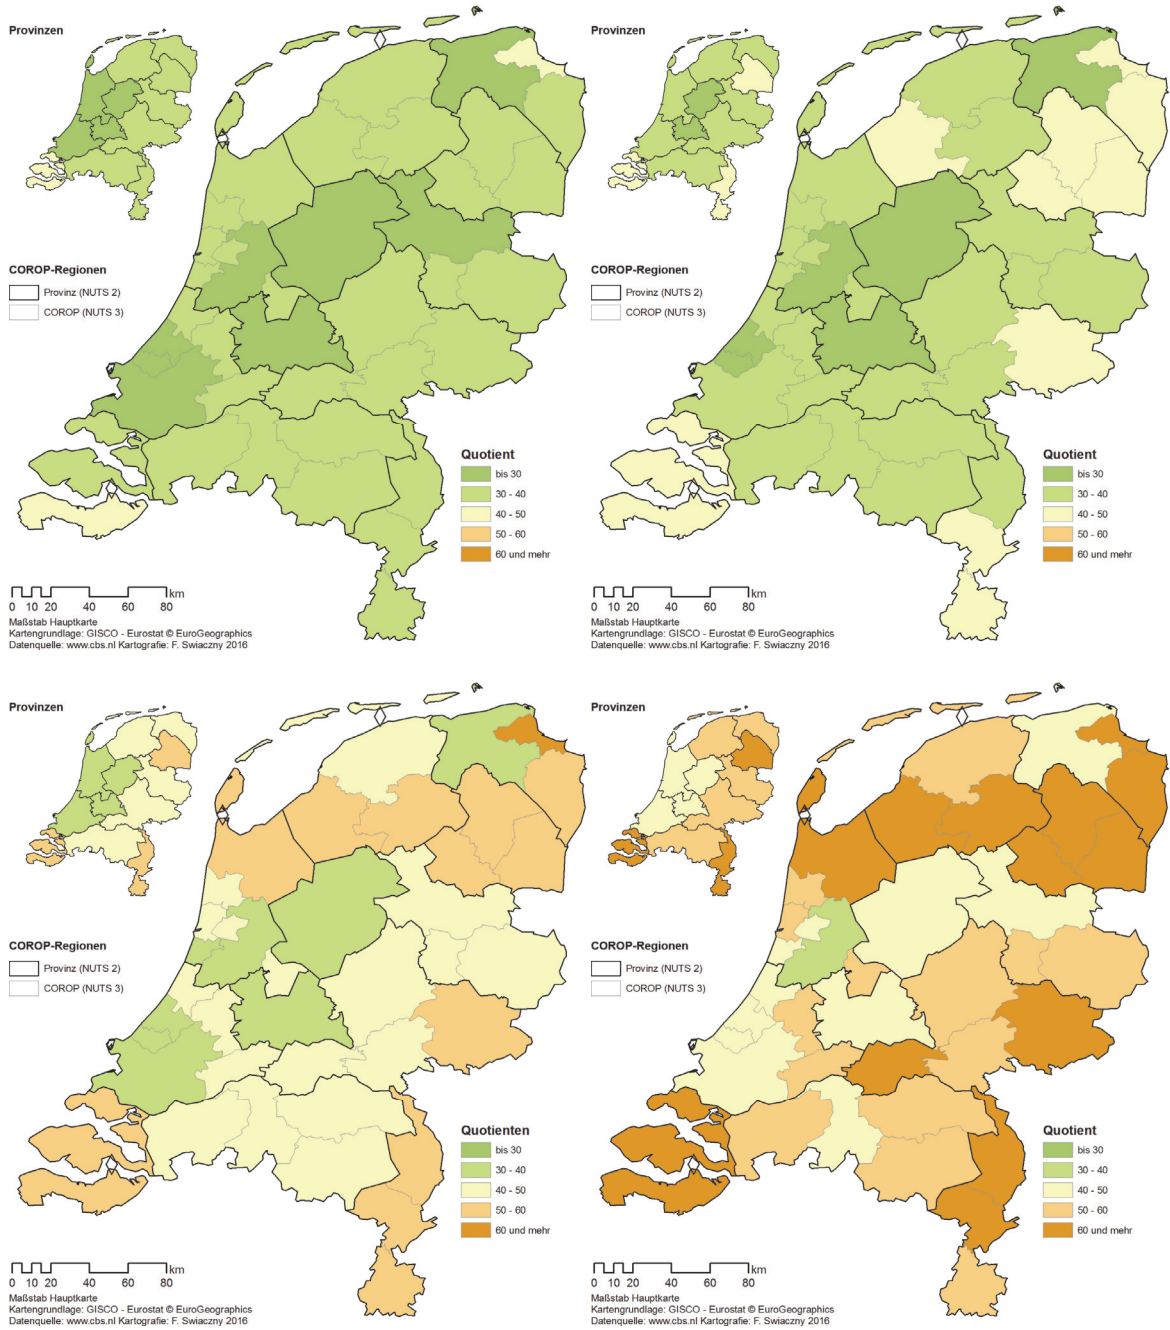 Provinzen
COROP-Regionen
Provinz (NUTS 2)
COROP (NUTS 3)
Quotient
bis 30
30 - 40
40 - 50
50 - 60
60 und mehr
km
0 10 20 40 60 80
Maßstab Hauptkarte
Kartengrundlage: GISCO - Eurostat © EuroGeographics
Datenquelle: www.cbs.nl Kartografie: F. Swiaczny 2016
Provinzen
COROP-Regionen
Provinz (NUTS 2)
COROP (NUTS 3)
Quotient
bis 30
30 - 40
40 - 50
50 - 60
60 und mehr
km
0 10 20 40 60 80
Maßstab Hauptkarte
Kartengrundlage: GISCO - Eurostat © EuroGeographics
Datenquelle: www.cbs.nl Kartografie: F. Swiaczny 2016
Provinzen
COROP-Regionen
Provinz (NUTS 2)
COROP (NUTS 3)
Quotienten
bis 30
30 - 40
40 - 50
50 - 60
60 und mehr
km
0 10 20 40 60 80
Maßstab Hauptkarte
Kartengrundlage: GISCO - Eurostat © EuroGeographics
Datenquelle: www.cbs.nl Kartografie: F. Swiaczny 2016
Provinzen
COROP-Regionen
Provinz (NUTS 2)
COROP (NUTS 3)
Quotient
bis 30
30 - 40
40 - 50
50 - 60
60 und mehr
km
0 10 20 40 60 80
Maßstab Hauptkarte
Kartengrundlage: GISCO - Eurostat © EuroGeographics
Datenquelle: www.cbs.nl Kartografie: F. Swiaczny 2016